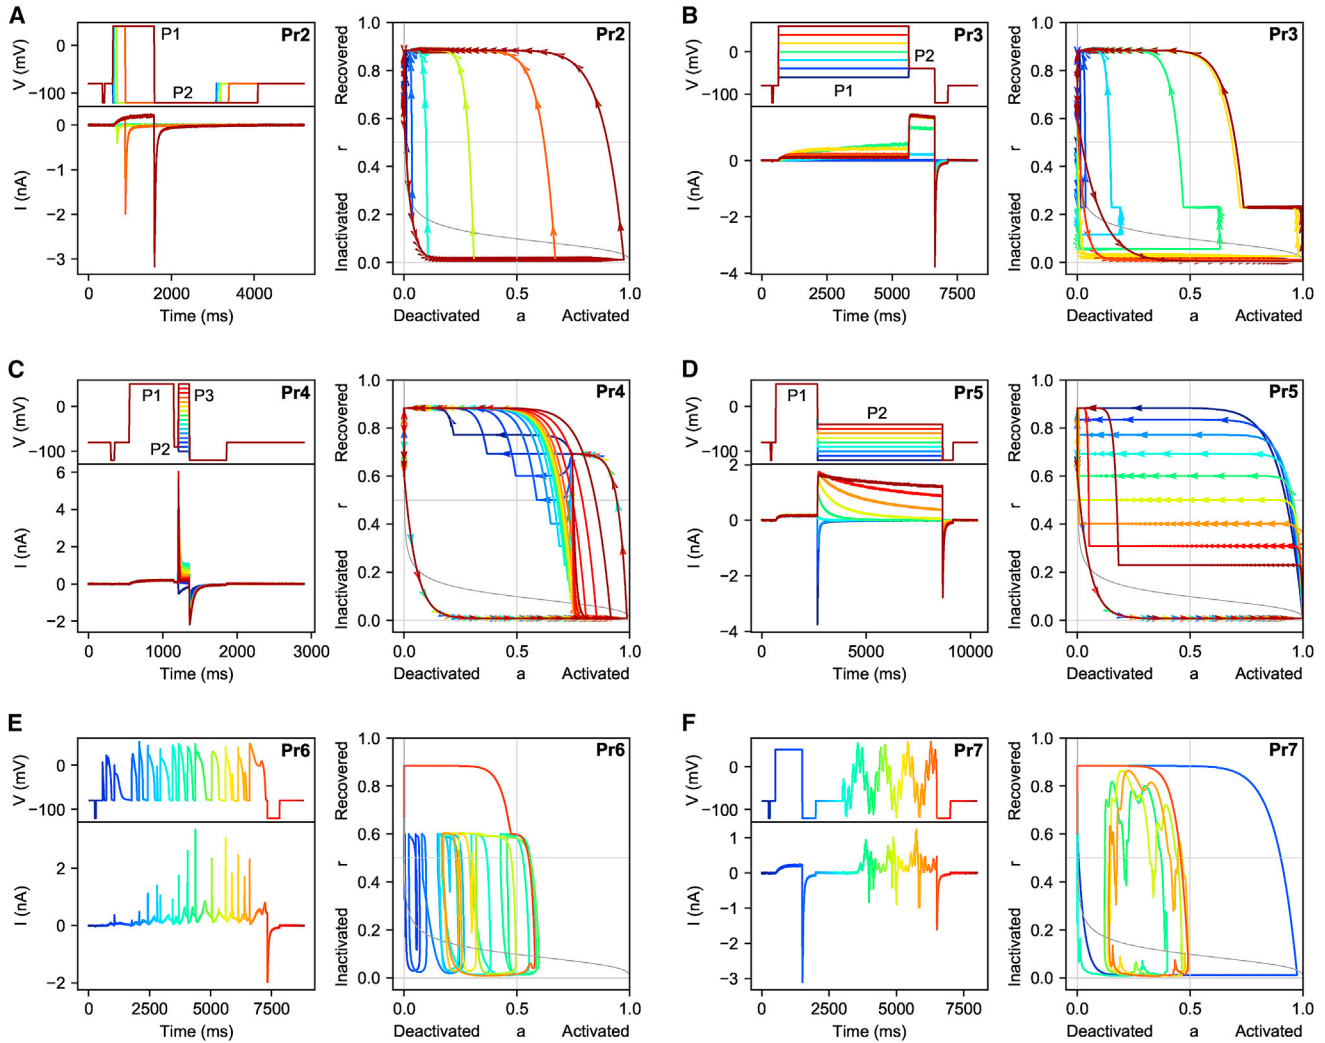 A
V (mV)
0
−100
P1
P2
Pr2
I (nA)
0
−1
−2
−3
0
2000
4000
Time (ms)
Pr2
r
Inactivated
Recovered
1.0
0.8
0.6
0.4
0.2
0.0
0.0
0.5
1.0
Deactivated
a
Activated
B
V (mV)
0
−100
P1
P2
Pr3
I (nA)
0
−2
−4
0
2500
5000
7500
Time (ms)
Pr3
r
Inactivated
Recovered
1.0
0.8
0.6
0.4
0.2
0.0
0.0
0.5
1.0
Deactivated
a
Activated
C
V (mV)
0
−100
P1
P2
P3
Pr4
I (nA)
6
4
2
0
−2
0
1000
2000
3000
Time (ms)
Pr4
r
Inactivated
Recovered
1.0
0.8
0.6
0.4
0.2
0.0
0.0
0.5
1.0
Deactivated
a
Activated
D
V (mV)
0
−100
P1
P2
Pr5
I (nA)
2
0
−2
−4
0
5000
10000
Time (ms)
Pr5
r
Inactivated
Recovered
1.0
0.8
0.6
0.4
0.2
0.0
0.0
0.5
1.0
Deactivated
a
Activated
E
V (mV)
0
−100
Pr6
I (nA)
2
0
−2
0
2500
5000
7500
Time (ms)
Pr6
r
Inactivated
Recovered
1.0
0.8
0.6
0.4
0.2
0.0
0.0
0.5
1.0
Deactivated
a
Activated
F
V (mV)
0
−100
Pr7
I (nA)
1
0
−1
−2
−3
0
2500
5000
7500
Time (ms)
Pr7
r
Inactivated
Recovered
1.0
0.8
0.6
0.4
0.2
0.0
0.0
0.5
1.0
Deactivated
a
Activated